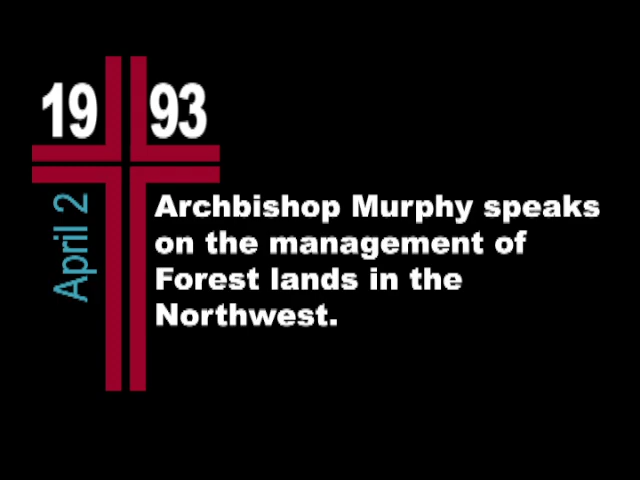 19 93
April 2
Archbishop Murphy speaks
on the management of
Forest lands in the
Northwest.